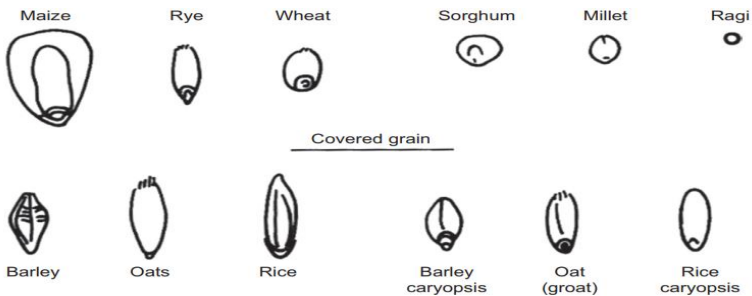 Maize Rye Wheat Sorghum Millet Ragi
Covered grain
Barley Oats Rice Barley caryopsis Oat (groat) Rice caryopsis